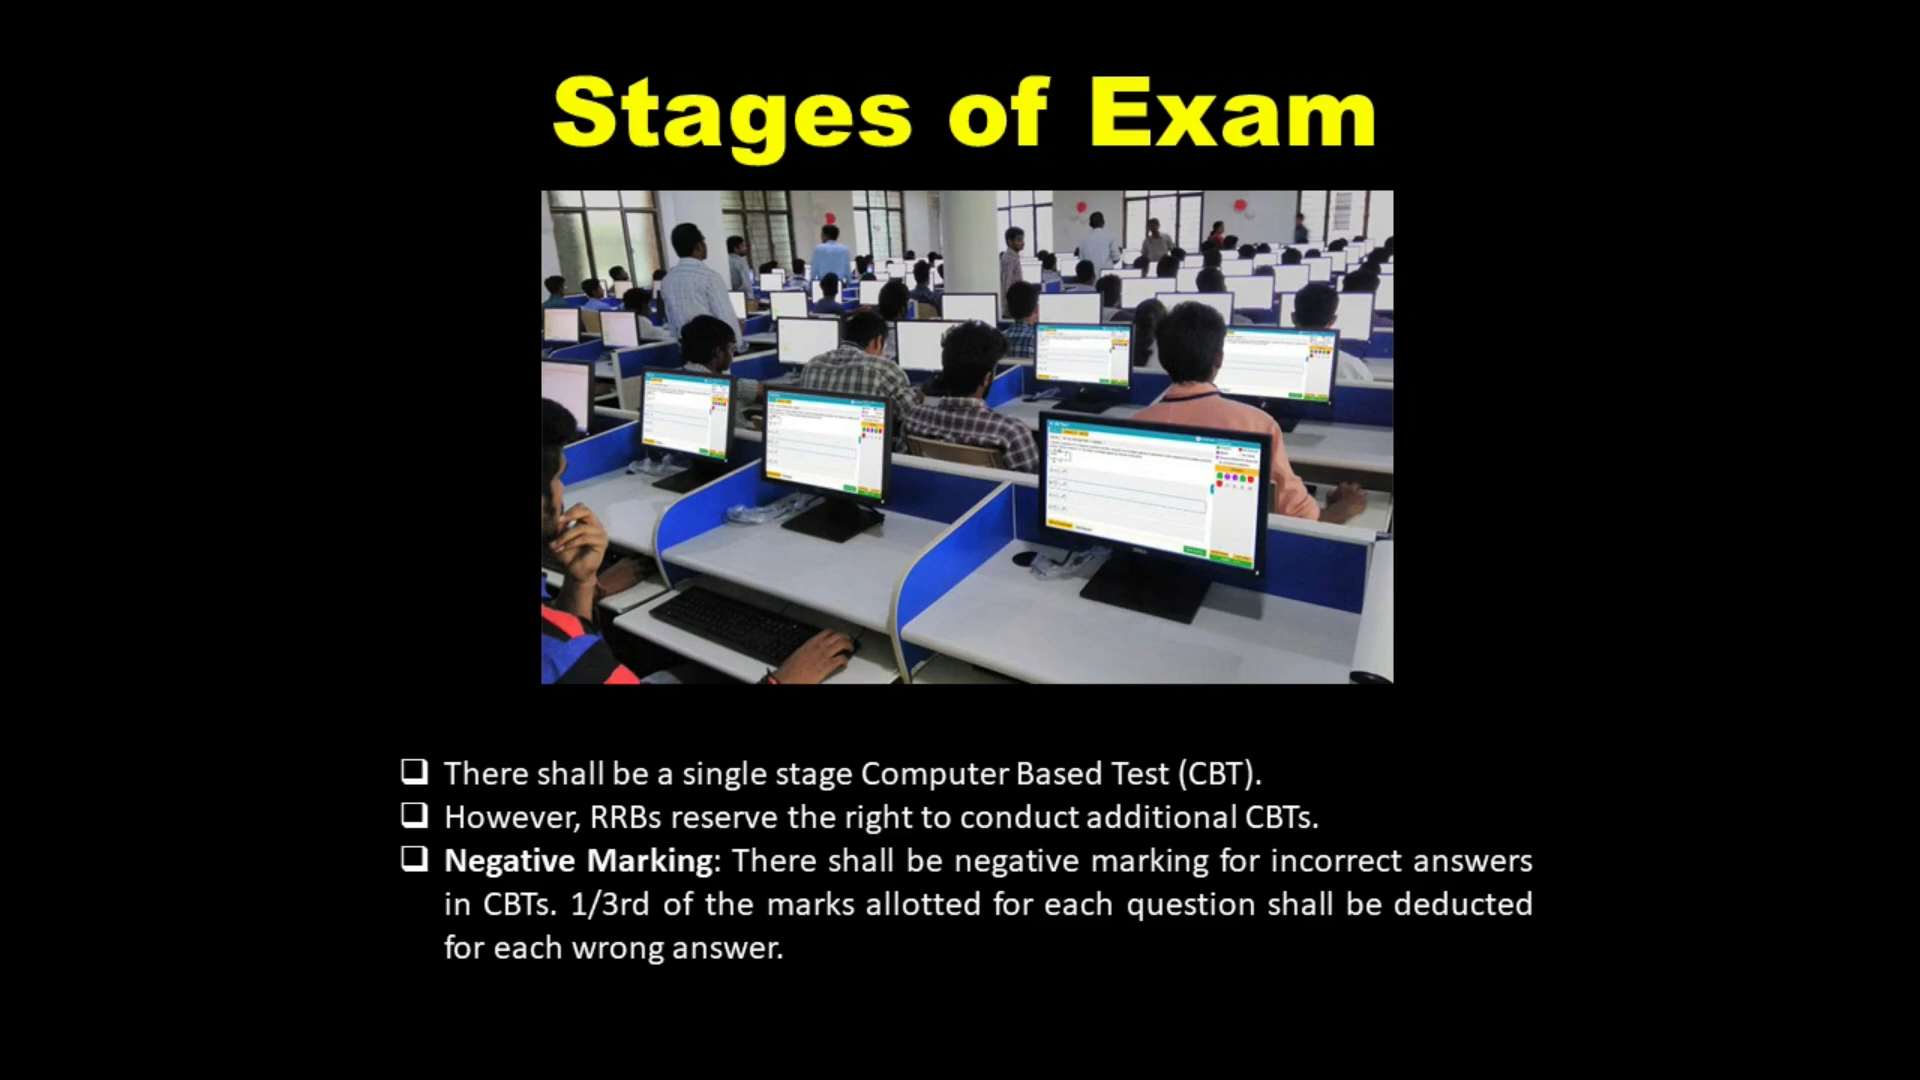 Stages of Exam
There shall be a single stage Computer Based Test (CBT).
However, RRBs reserve the right to conduct additional CBTs.
Negative Marking: There shall be negative marking for incorrect answers
in CBTs. 1/3rd of the marks allotted for each question shall be deducted
for each wrong answer.